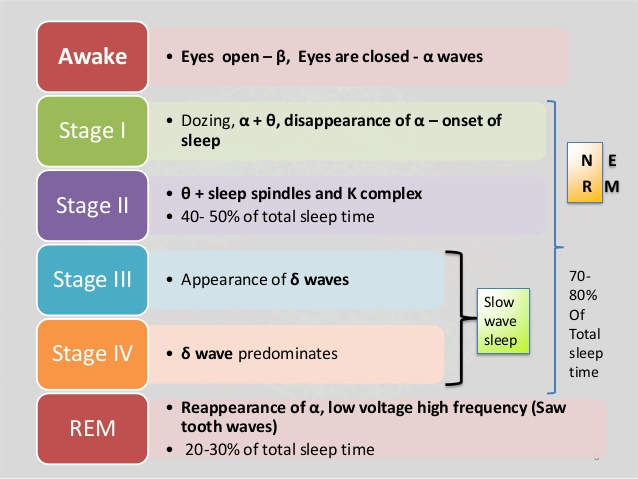 Awake
• Eyes open – β, Eyes are closed - α waves
Stage I
• Dozing, α + θ, disappearance of α – onset of
sleep
Stage II
• θ + sleep spindles and K complex
• 40- 50% of total sleep time
Stage III
• Appearance of δ waves
Stage IV
• δ wave predominates
REM
• Reappearance of α, low voltage high frequency (Saw
tooth waves)
• 20-30% of total sleep time
Slow
wave
sleep
N E
R M
70-
80%
Of
Total
sleep
time